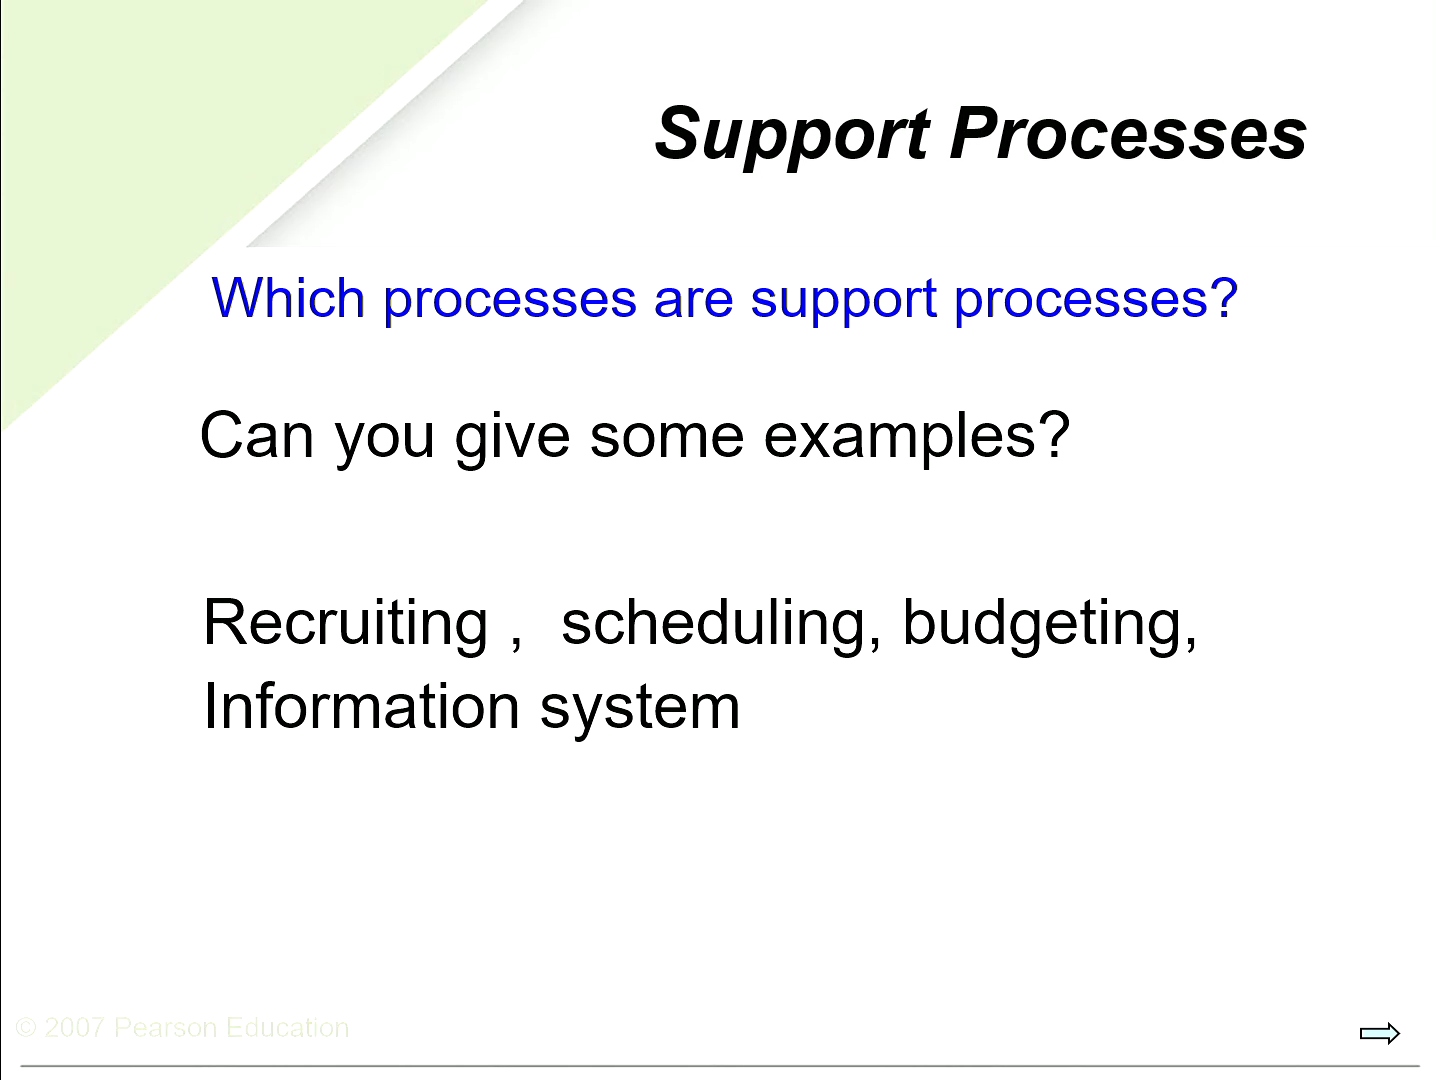 Support Processes
Which processes are support processes?
Can you give some examples?
Recruiting ,  scheduling, budgeting,
Information system
© 2007 Pearson Education